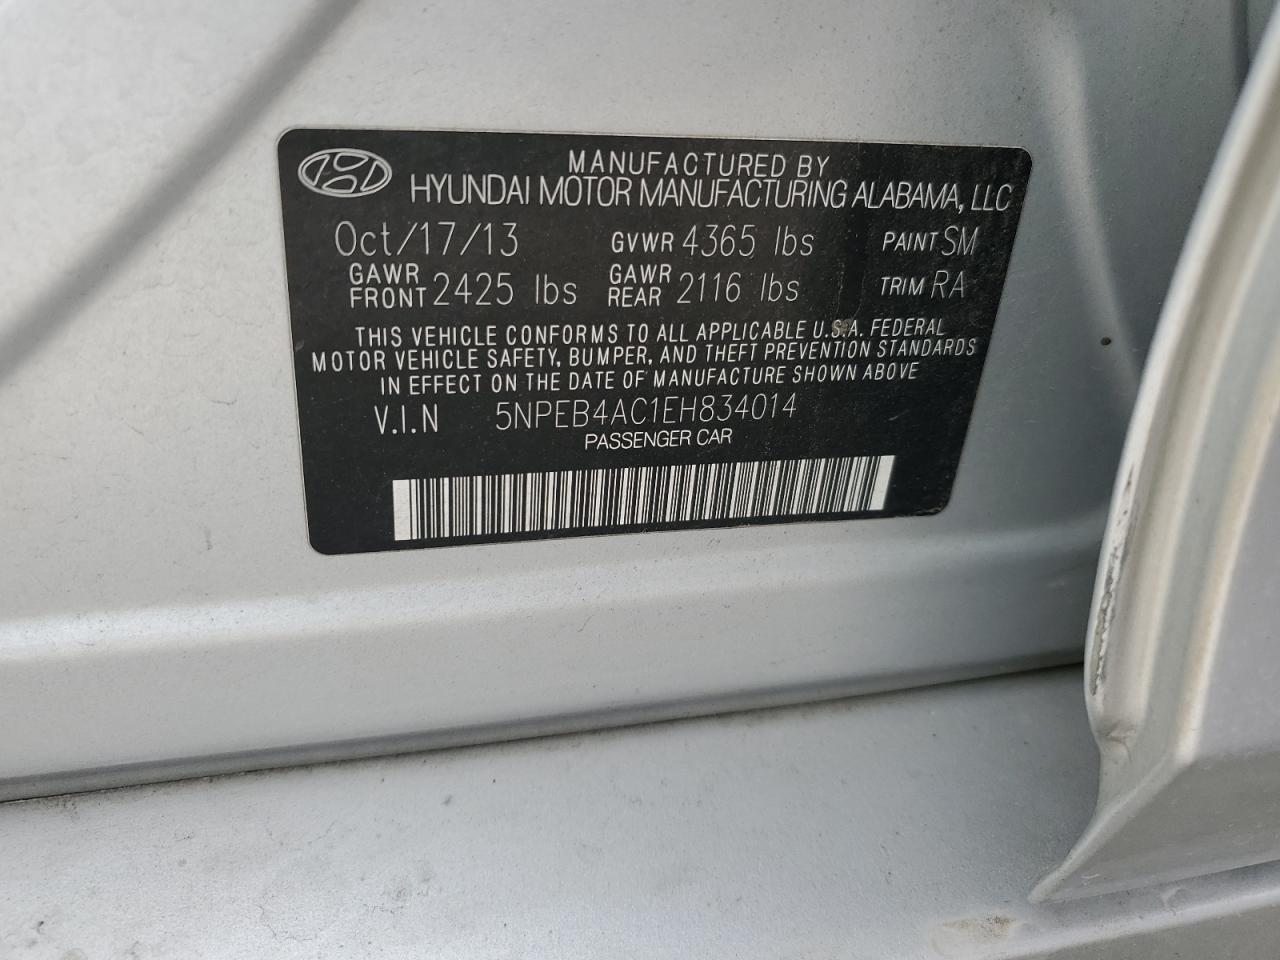 MANUFACTURED BY
HYUNDAI MOTOR MANUFACTURING ALABAMA, LLC
Oct/17/13 GVWR 4365 lbs PAINT SM
GAWR FRONT 2425 lbs GAWR REAR 2116 lbs TRIM RA
THIS VEHICLE CONFORMS TO ALL APPLICABLE U.S.A. FEDERAL
MOTOR VEHICLE SAFETY, BUMPER, AND THEFT PREVENTION STANDARDS
IN EFFECT ON THE DATE OF MANUFACTURE SHOWN ABOVE
V.I.N 5NPEB4AC1EH834014
PASSENGER CAR